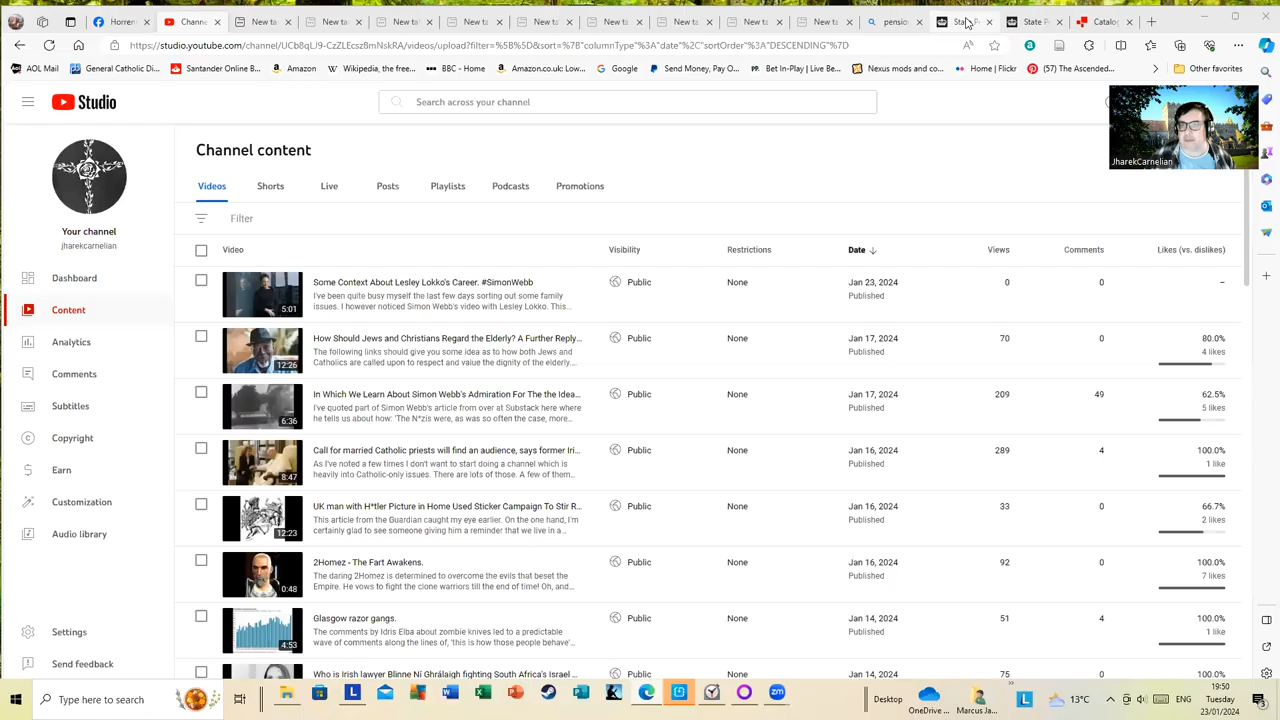 Horren
Channe
New ta
New ta
New ta
New ta
New ta
New ta
New ta
New ta
New ta
pensio
State P
State P
Catalog
https://studio.youtube.com/channel/UCb8qLJ9-CzZLEcsz8mNskRA/videos/upload?filter=%5B%5D&sort=%7B"columnType"%3A"date"%2C"sortOrder"%3A"DESCENDING"%7D
AOL Mail
General Catholic Di...
Santander Online B...
Amazon
Wikipedia, the free...
BBC - Home
Amazon.co.uk: Low...
Google
Send Money, Pay O...
Bet In-Play | Live Be...
Nexus mods and co...
Home | Flickr
(57) The Ascended...
Other favorites
Studio
Search across your channel
JharekCarnelian
Your channel
jharekcarnelian
Dashboard
Content
Analytics
Comments
Subtitles
Copyright
Earn
Customization
Audio library
Settings
Send feedback
Channel content
Videos Shorts Live Posts Playlists Podcasts Promotions
Filter
Video Visibility Restrictions Date Views Comments Likes (vs. dislikes)
5:01
Some Context About Lesley Lokko's Career. #SimonWebb
I've been quite busy myself the last few days sorting out some family
issues. I however noticed Simon Webb's video with Lesley Lokko. This...
Public None Jan 23, 2024 0 0 –
Published
12:26
How Should Jews and Christians Regard the Elderly? A Further Reply...
The following links should give you some idea as to how both Jews and
Catholics are called upon to respect and value the dignity of the elderly.
Public None Jan 17, 2024 70 0 80.0%
Published 4 likes
6:36
In Which We Learn About Simon Webb's Admiration For The the Idea...
I've quoted part of Simon Webb's article from over at Substack here where
he tells us about how: 'The N*zis were, as was so often the case, more...
Public None Jan 17, 2024 209 49 62.5%
Published 5 likes
8:47
Call for married Catholic priests will find an audience, says former Iri...
As I've noted a few times I don't want to start doing a channel which is
heavily into Catholic-only issues. There are lots of those. A few of them...
Public None Jan 16, 2024 289 4 100.0%
Published 1 like
12:23
UK man with H*tler Picture in Home Used Sticker Campaign To Stir R...
This article from the Guardian caught my eye earlier. On the one hand, I'm
certainly glad to see someone giving him a reminder that we live in a...
Public None Jan 16, 2024 33 0 66.7%
Published 2 likes
0:48
2Homez - The Fart Awakens.
The daring 2Homez is determined to overcome the evils that beset the
Empire. He vows to fight the clone warriors till the end of time! Oh, and
Public None Jan 16, 2024 92 0 100.0%
Published 7 likes
4:53
Glasgow razor gangs.
The comments by Idris Elba about zombie knives led to a predictable
wave of comments along the lines of, 'this is how those people behave'...
Public None Jan 14, 2024 51 4 100.0%
Published 1 like
Who is Irish lawyer Blinne Ní Ghrálaigh fighting South Africa's Israel ...
Public None Jan 14, 2024 75 0 100.0%
Type here to search
Desktop
OneDrive ...
Marcus Ja...
13°C
ENG
19:50
Tuesday
23/01/2024